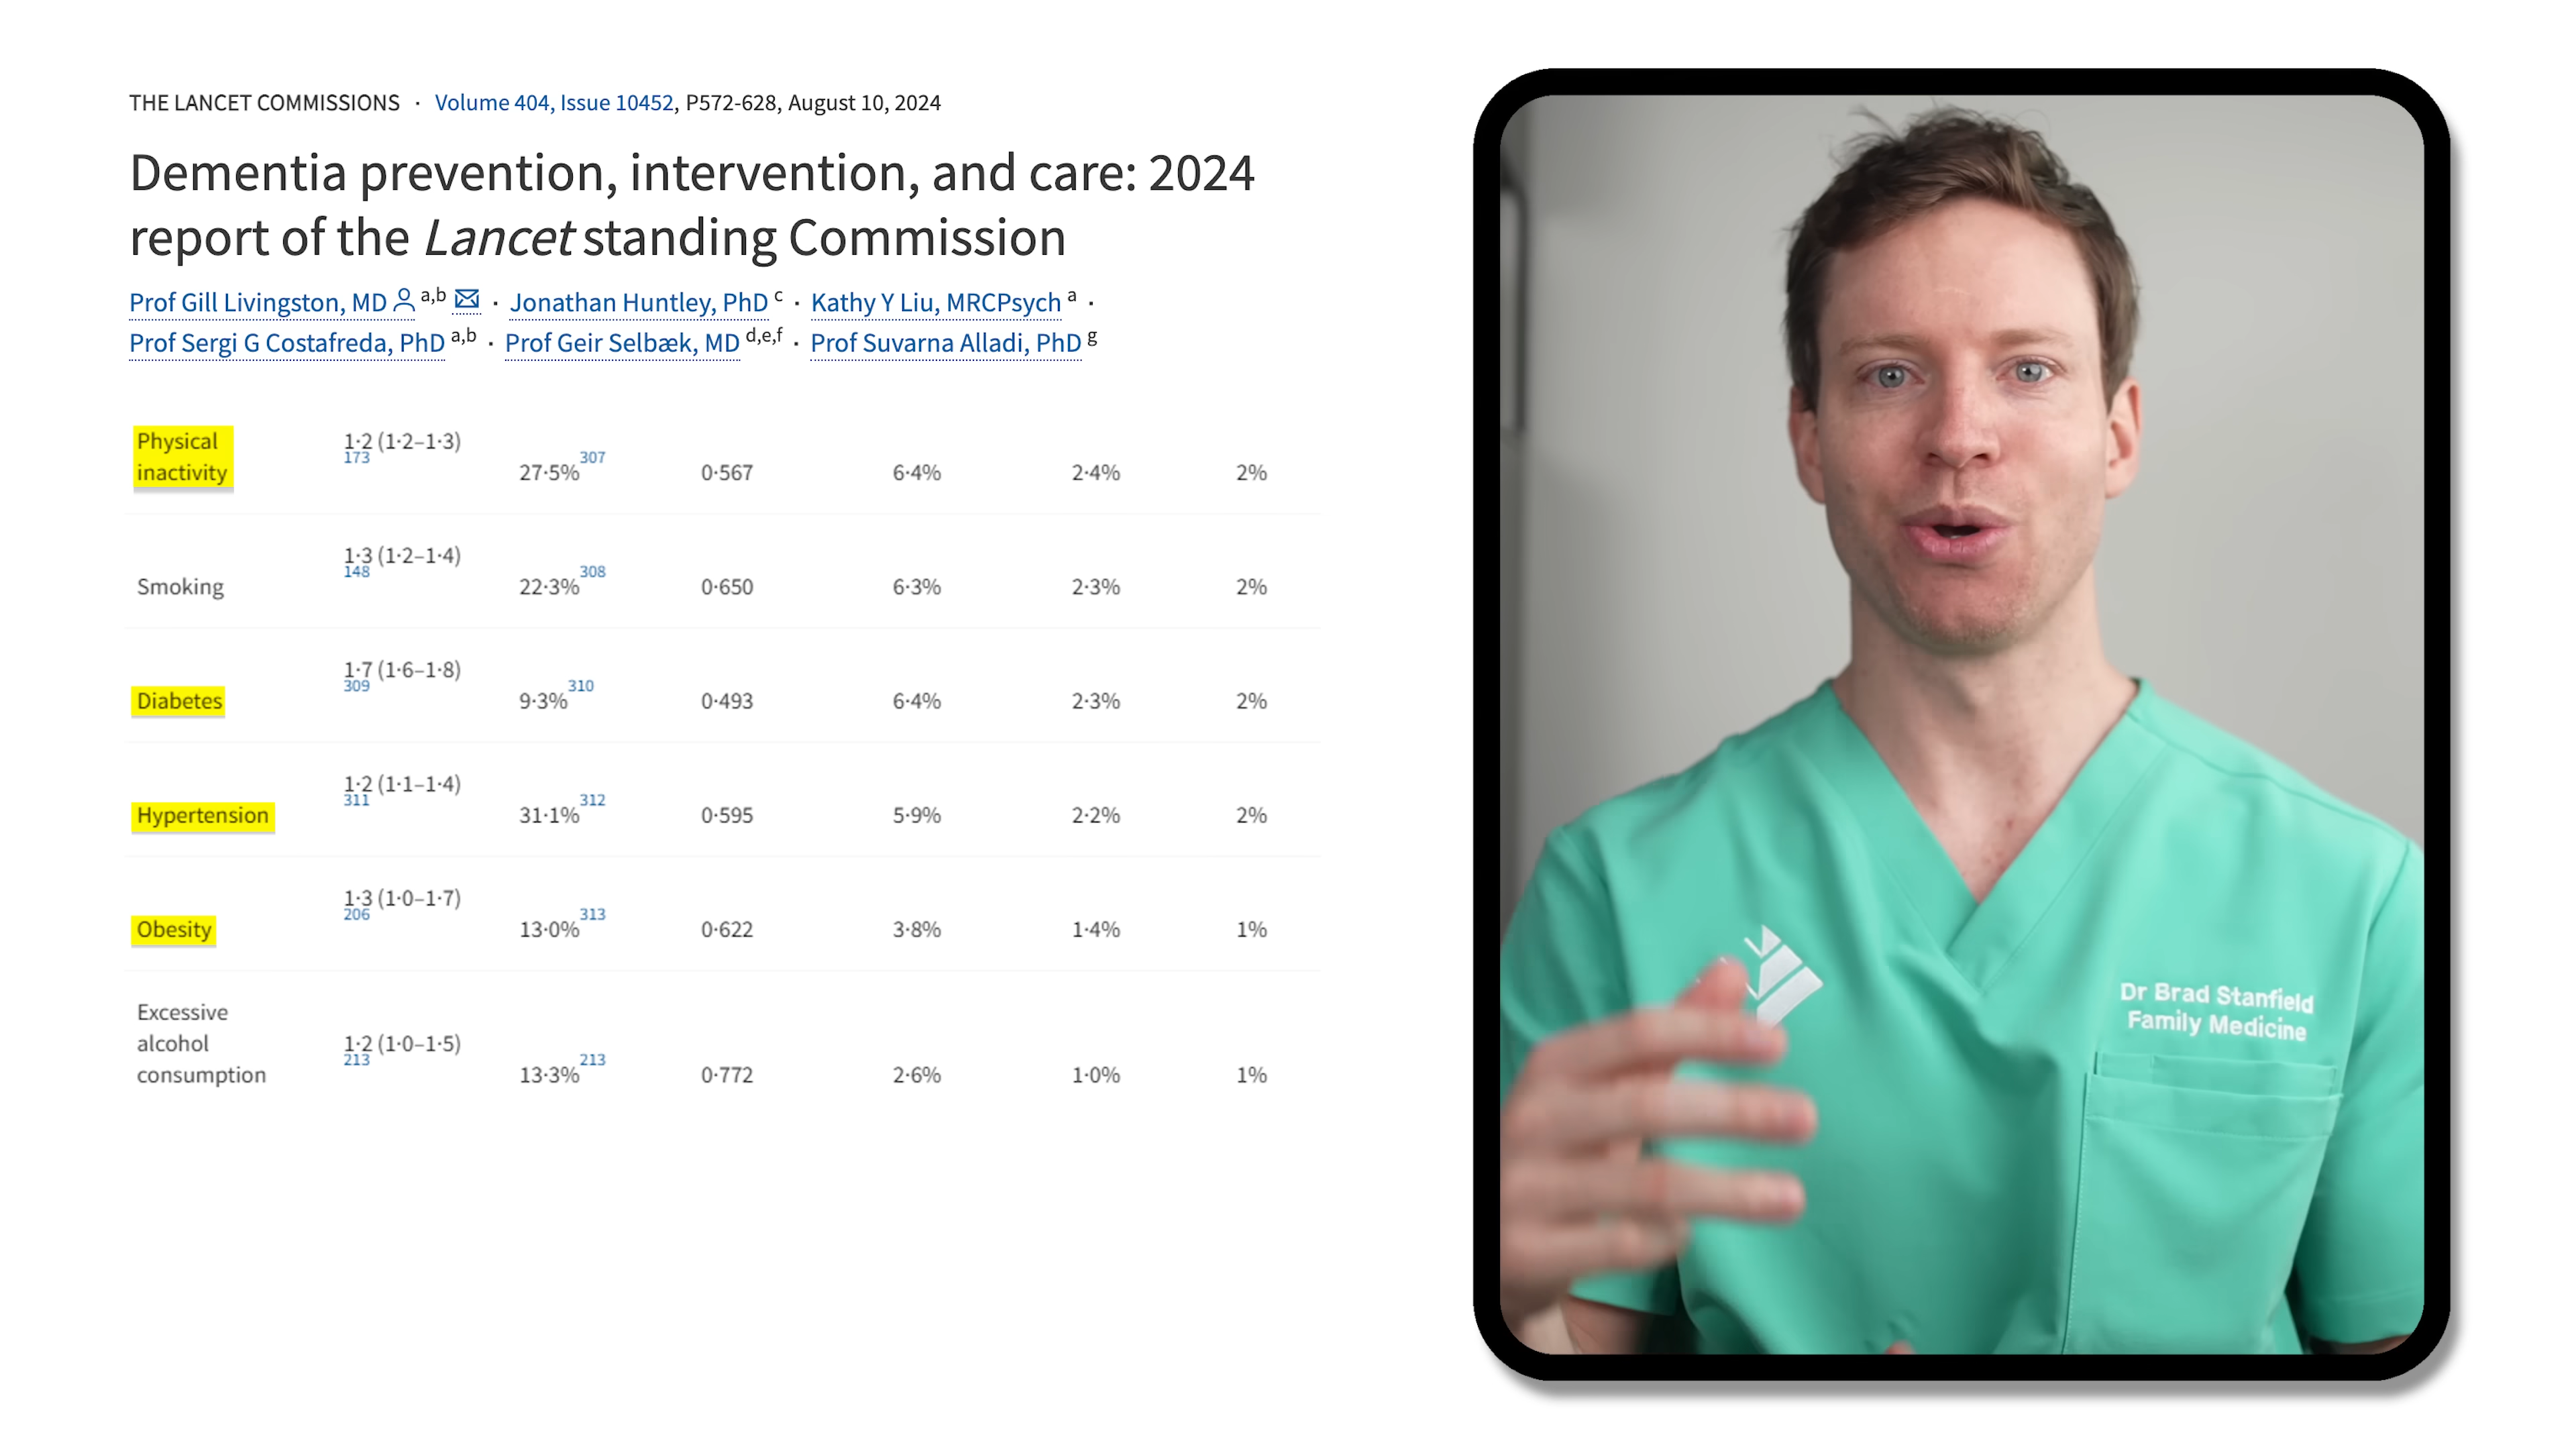 THE LANCET COMMISSIONS · Volume 404, Issue 10452, P572-628, August 10, 2024
Dementia prevention, intervention, and care: 2024
report of the Lancet standing Commission
Prof Gill Livingston, MD a,b · Jonathan Huntley, PhD c · Kathy Y Liu, MRCPsych a ·
Prof Sergi G Costafreda, PhD a,b · Prof Geir Selbæk, MD d,e,f · Prof Suvarna Alladi, PhD g
Physical
inactivity
1·2 (1·2–1·3)
173
27·5% 307
0·567
6·4%
2·4%
2%
Smoking
1·3 (1·2–1·4)
148
22·3% 308
0·650
6·3%
2·3%
2%
Diabetes
1·7 (1·6–1·8)
309
9·3% 310
0·493
6·4%
2·3%
2%
Hypertension
1·2 (1·1–1·4)
311
31·1% 312
0·595
5·9%
2·2%
2%
Obesity
1·3 (1·0–1·7)
206
13·0% 313
0·622
3·8%
1·4%
1%
Excessive
alcohol
consumption
1·2 (1·0–1·5)
213
13·3% 213
0·772
2·6%
1·0%
1%
Dr Brad Stanfield
Family Medicine